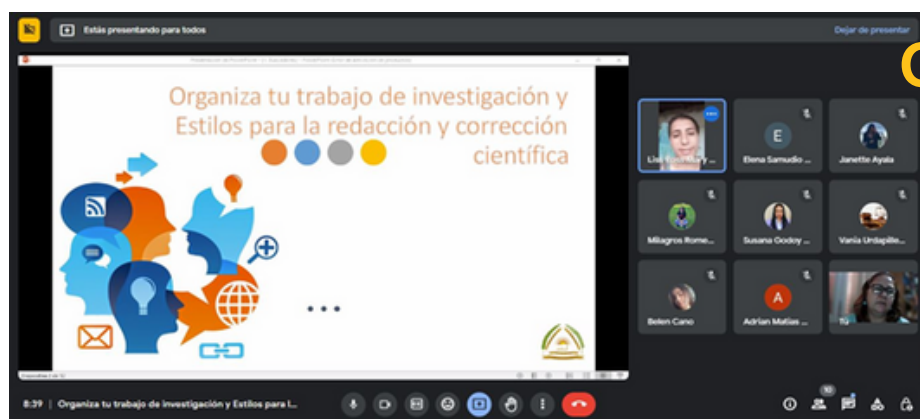 Estás presentando para todos
Dejar de presentar
Organiza tu trabajo de investigación y
Estilos para la redacción y corrección
científica
Elena Samudio ...
Janette Ayala
Milagros Rome...
Susana Godoy ...
Vania Urdapille...
Belen Cano
A
Adrian Matias ...
Tú
E
10
8:39 | Organiza tu trabajo de investigación y Estilos para l...